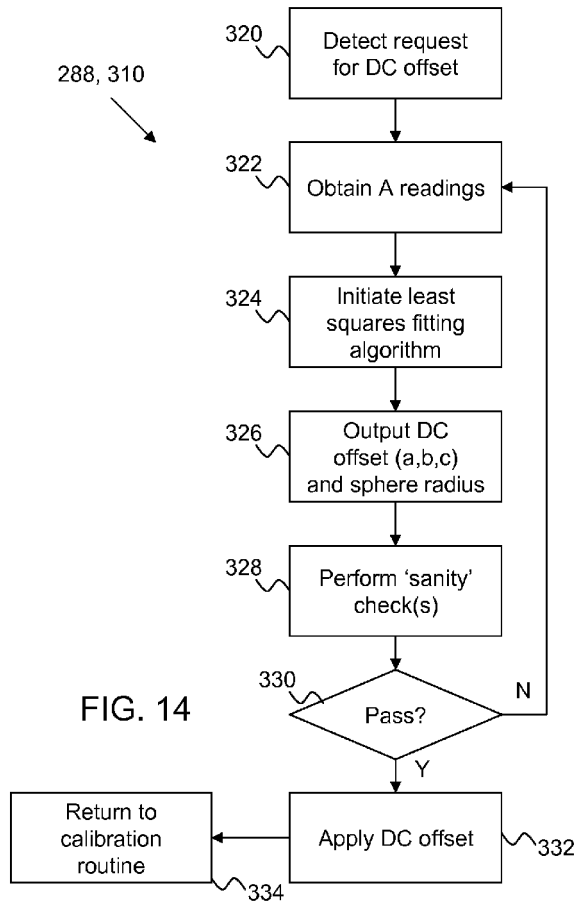 320
Detect request
for DC offset
288, 310
322
Obtain A readings
324
Initiate least
squares fitting
algorithm
326
Output DC
offset (a,b,c)
and sphere radius
328
Perform ‘sanity’
check(s)
330
N
FIG. 14
Pass?
Y
Return to
calibration
routine
Apply DC offset
332
334